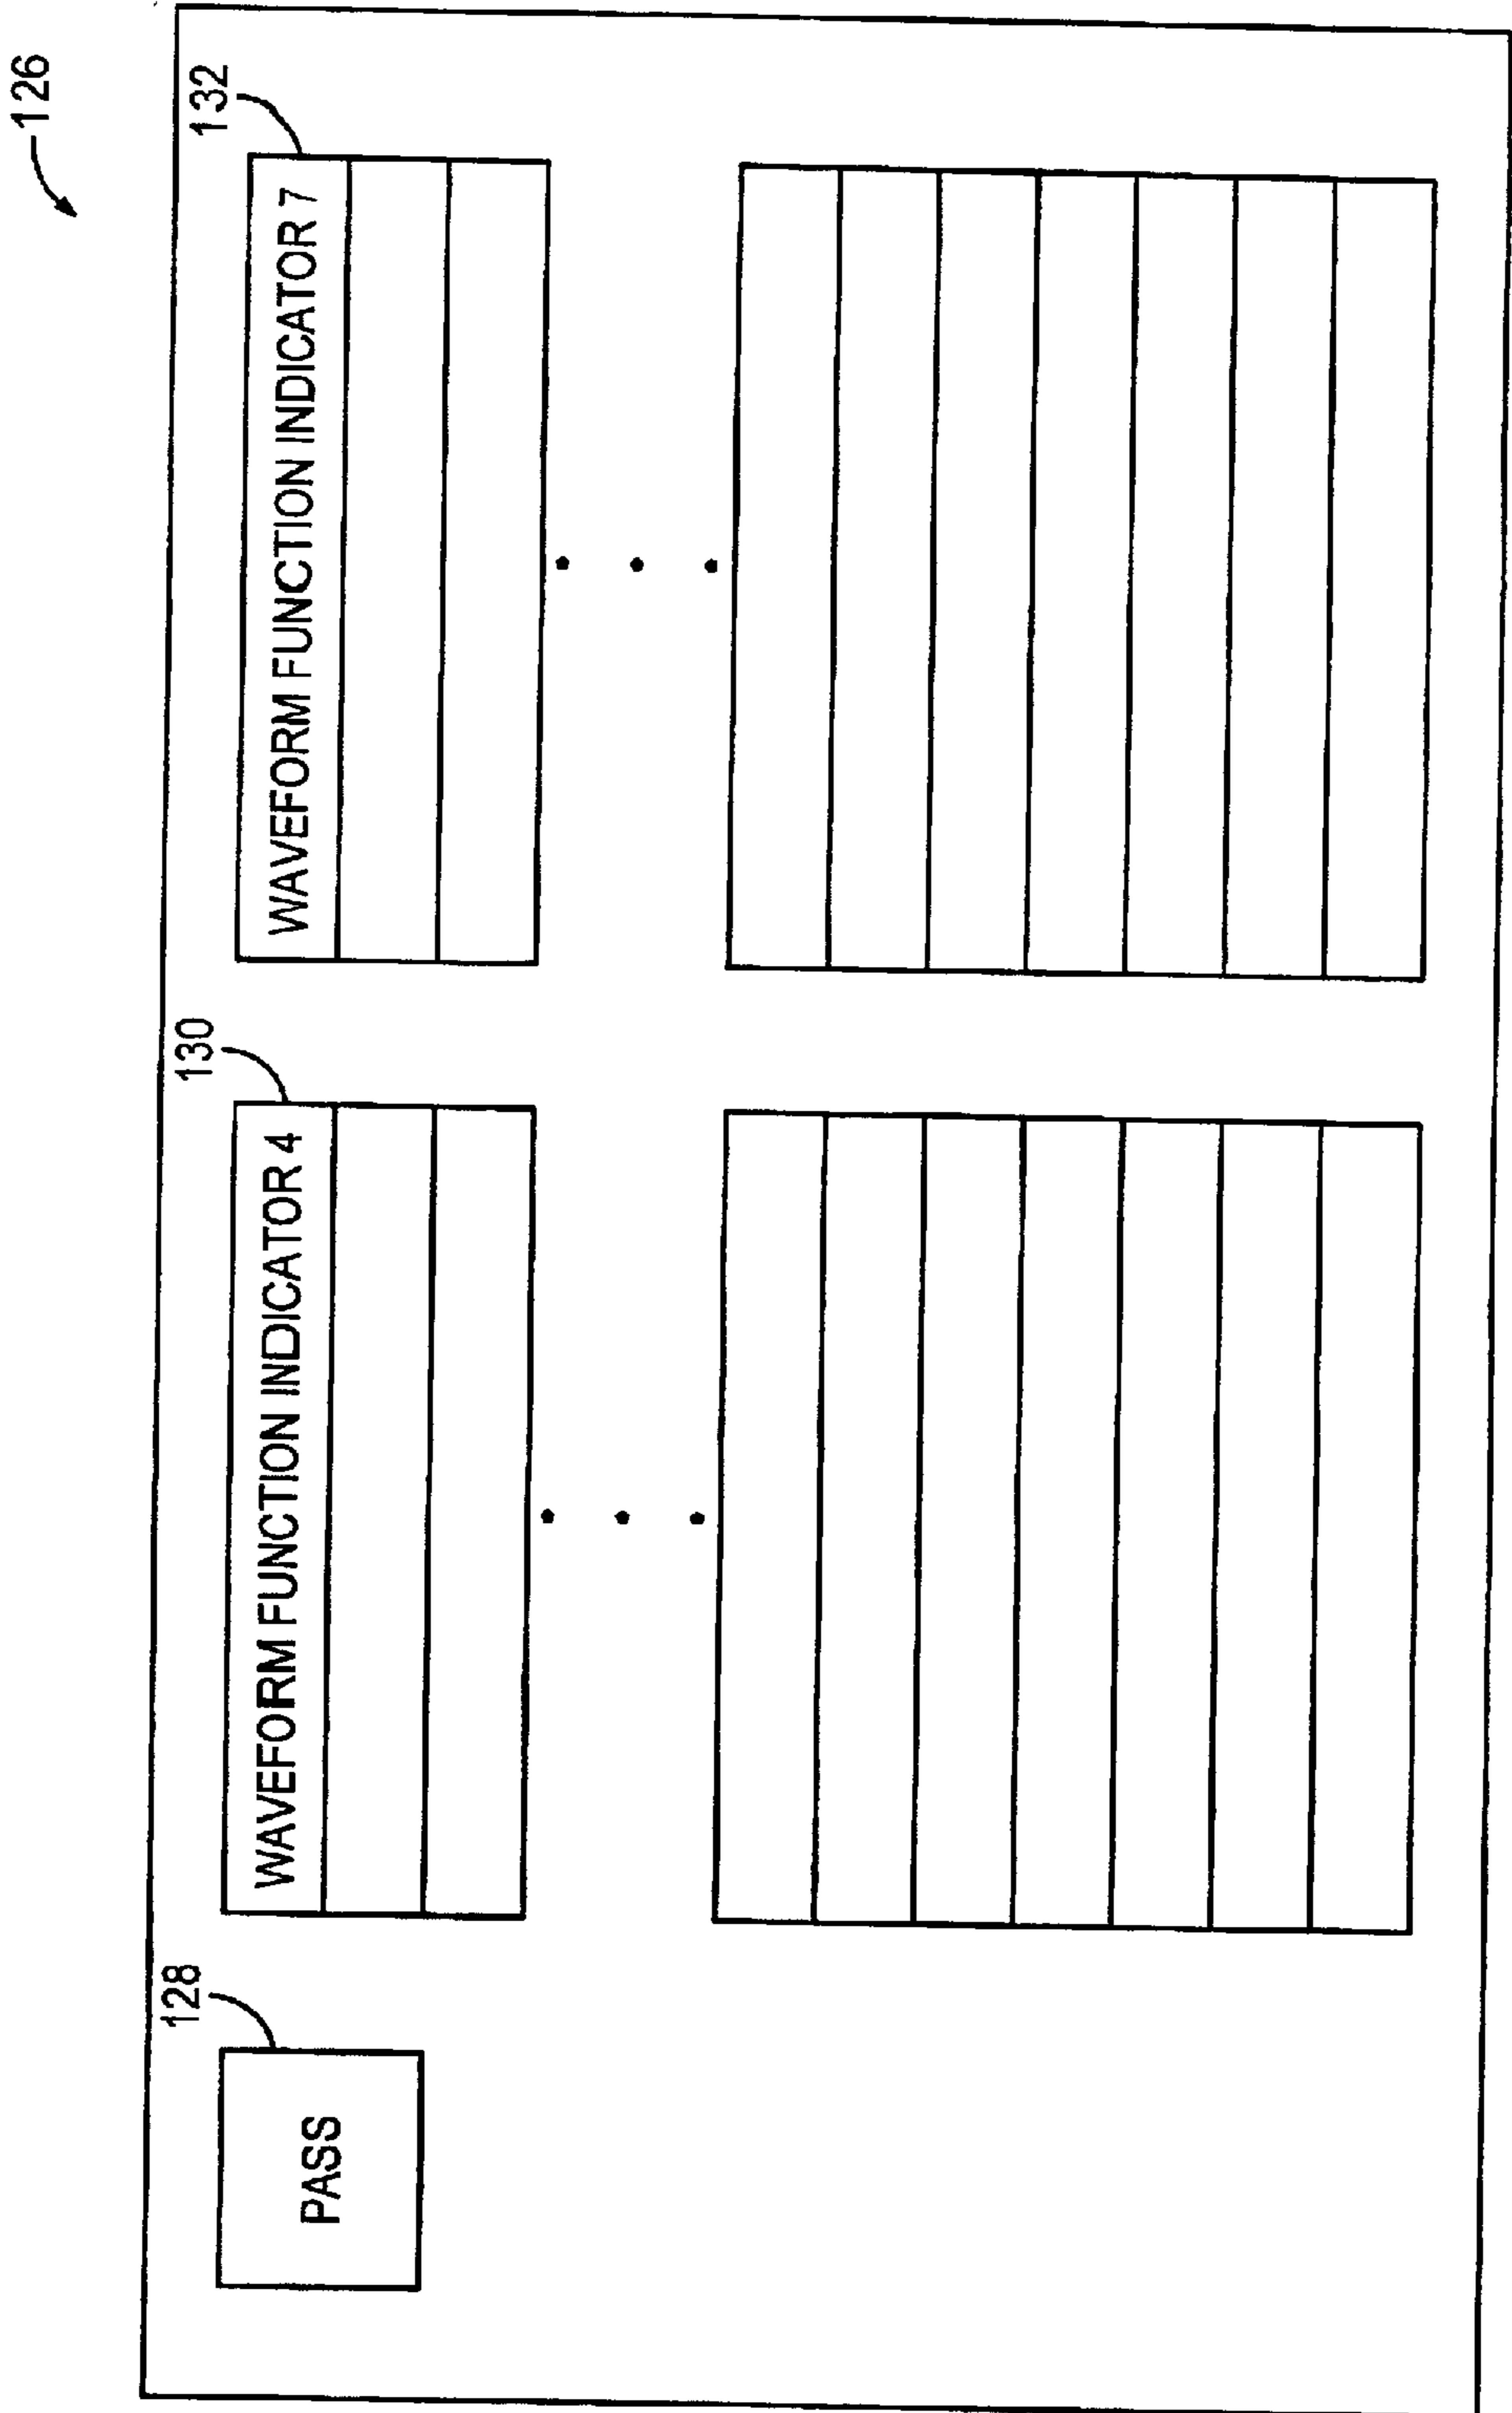 126
128
PASS
130
WAVEFORM FUNCTION INDICATOR 4
132
WAVEFORM FUNCTION INDICATOR 7